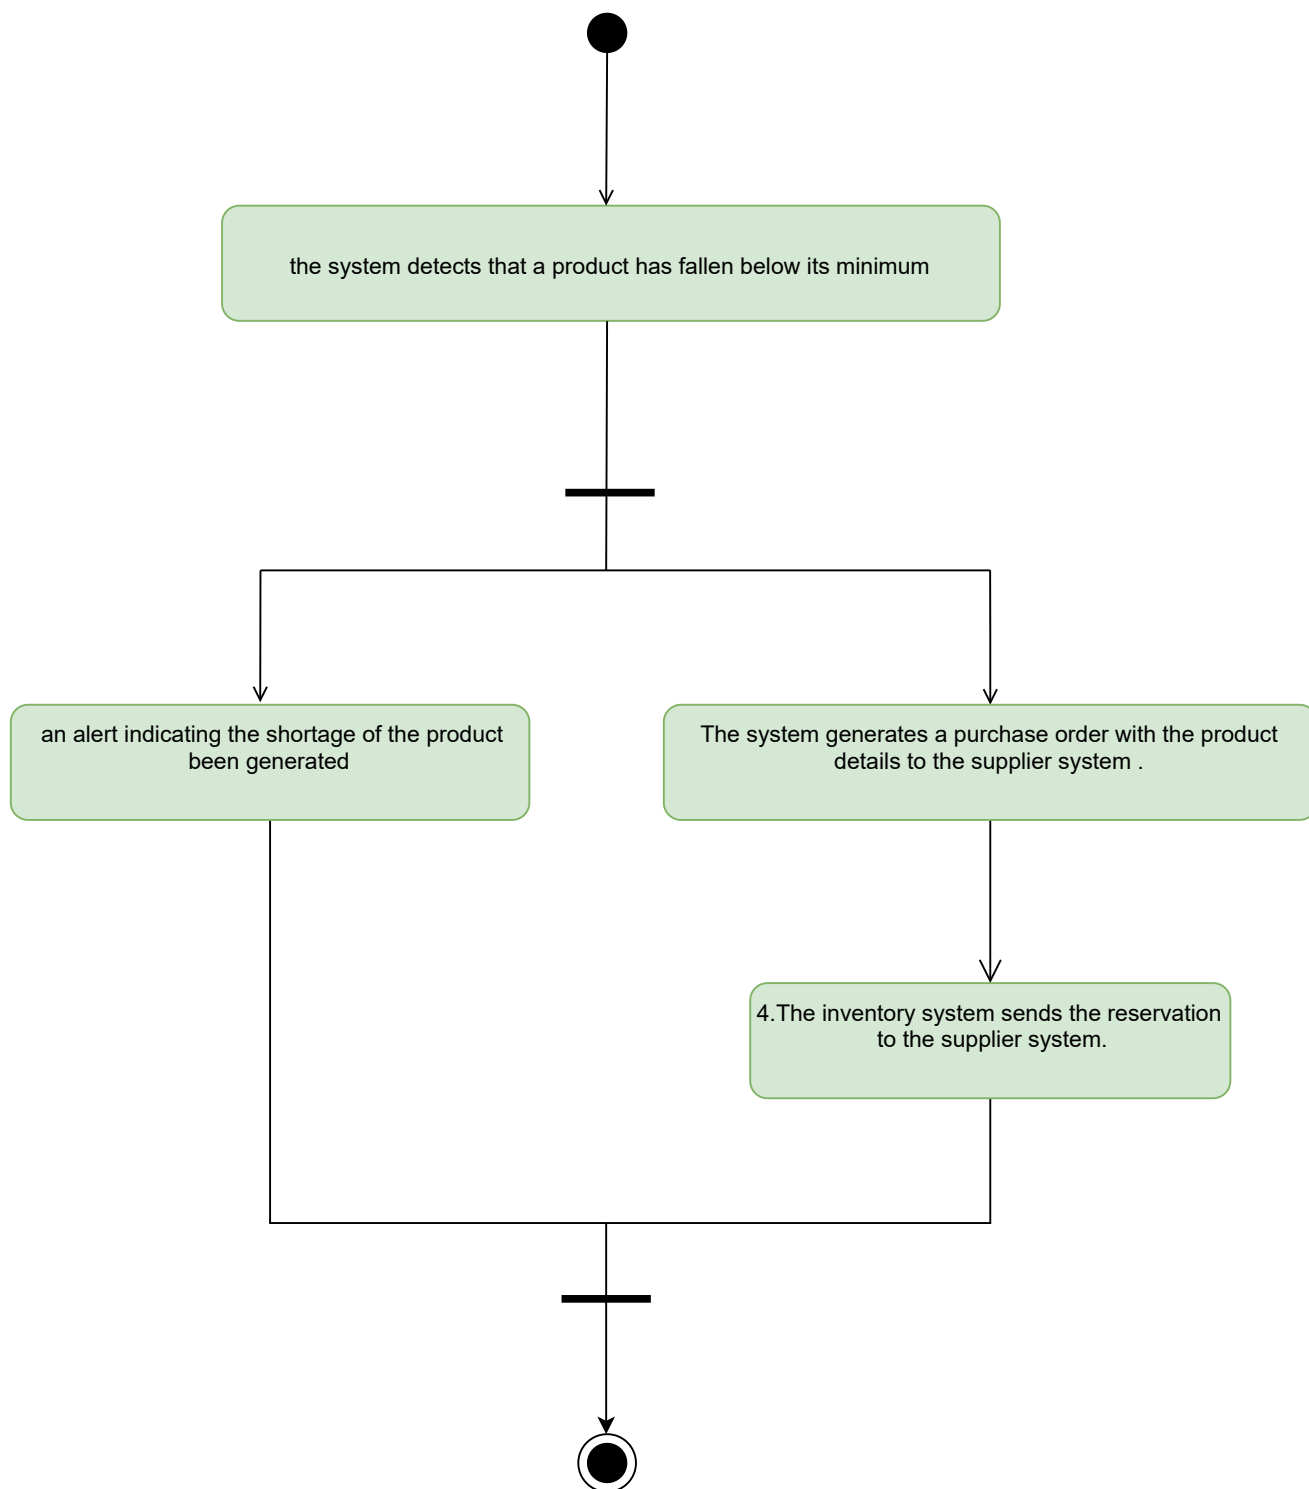 the system detects that a product has fallen below its minimum
an alert indicating the shortage of the product
been generated
The system generates a purchase order with the product
details to the supplier system .
4.The inventory system sends the reservation
to the supplier system.